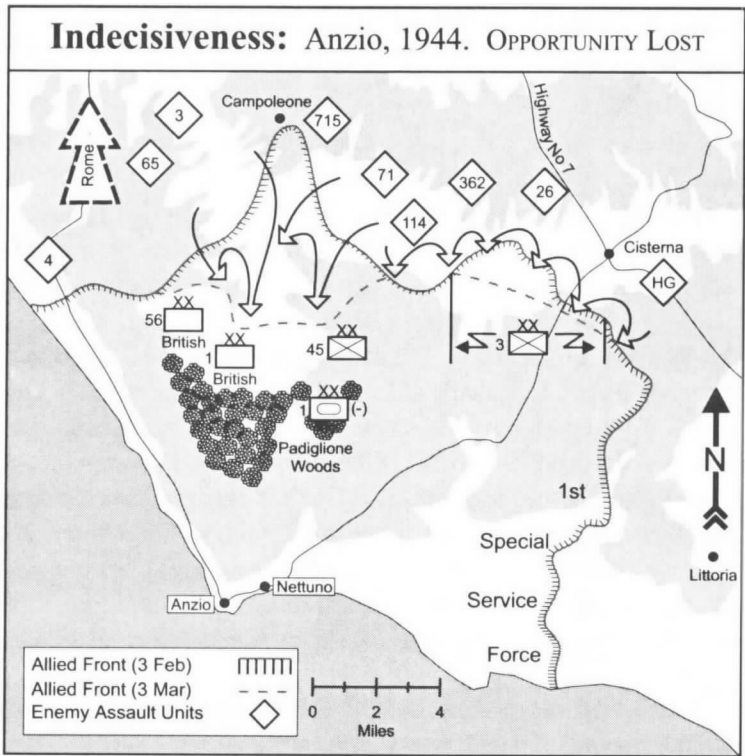 Indecisiveness: Anzio, 1944. OPPORTUNITY LOST
Campoleone
Highway No 7
3
715
65
Rome
71
362
26
114
4
Cisterna
HG
XX
56
British
XX
1
British
XX
45
XX
3
XX
1 (-)
Padiglione
Woods
N
1st
Special
Service
Force
Littoria
Nettuno
Anzio
Allied Front (3 Feb)
Allied Front (3 Mar)
Enemy Assault Units
0 2 4
Miles